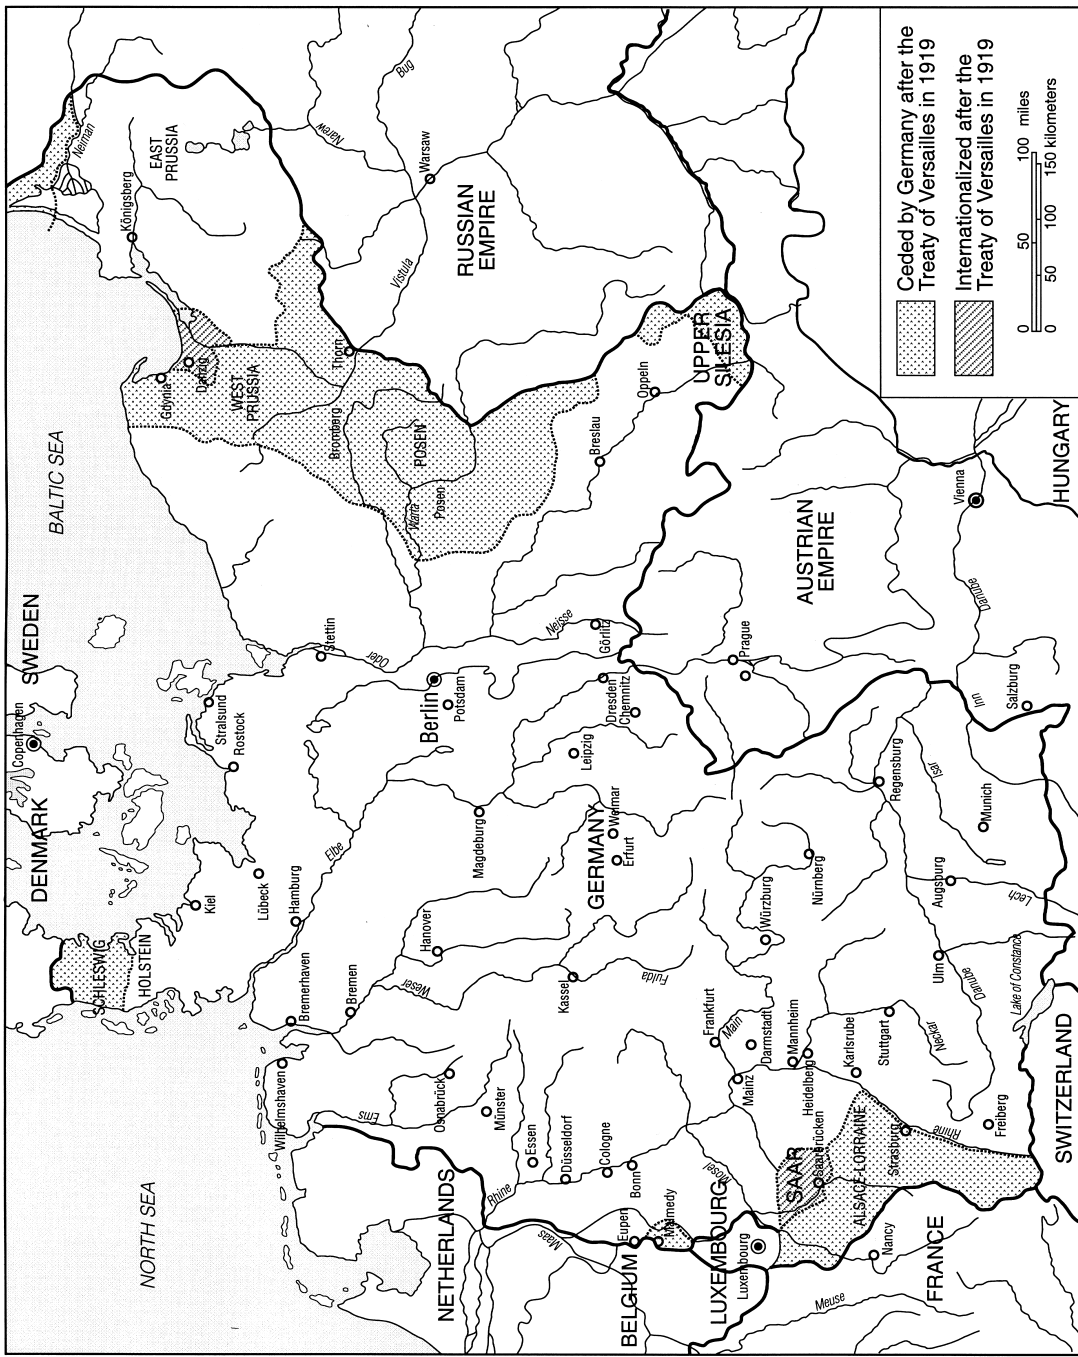 Ceded by Germany after the
Treaty of Versailles in 1919
Internationalized after the
Treaty of Versailles in 1919
0 50 100 miles
0 50 100 150 kilometers
DENMARK
SWEDEN
Copenhagen
BALTIC SEA
NORTH SEA
SCHLESWIG
HOLSTEIN
Kiel
Lübeck
Hamburg
Rostock
Stralsund
Stettin
Gdynia
Danzig
WEST
PRUSSIA
Königsberg
EAST
PRUSSIA
Neiman
Thorn
Bromberg
POSEN
Posen
Warta
Vistula
Narew
Bug
Warsaw
RUSSIAN
EMPIRE
Wilhelmshaven
Bremerhaven
Bremen
Elbe
Oder
Berlin
Potsdam
Ems
Weser
Hanover
Osnabrück
Münster
Magdeburg
NETHERLANDS
Rhine
Essen
Düsseldorf
Cologne
Bonn
Kassel
Fulda
GERMANY
Weimar
Erfurt
Leipzig
Dresden
Chemnitz
Görlitz
Neisse
Breslau
Oppeln
UPPER
SILESIA
Maas
Eupen
Malmedy
BELGIUM
LUXEMBOURG
Luxembourg
Mosel
Frankfurt
Main
Mainz
Darmstadt
Mannheim
Heidelberg
Würzburg
Nürnberg
Prague
AUSTRIAN
EMPIRE
SAAR
Saarbrücken
ALSACE-LORRAINE
Strasburg
Karlsrube
Stuttgart
Neckar
Regensburg
Meuse
Nancy
FRANCE
Rhine
Freiberg
Ulm
Danube
Augsburg
Lech
Isar
Munich
Inn
Salzburg
Danube
Vienna
Lake of Constance
SWITZERLAND
HUNGARY